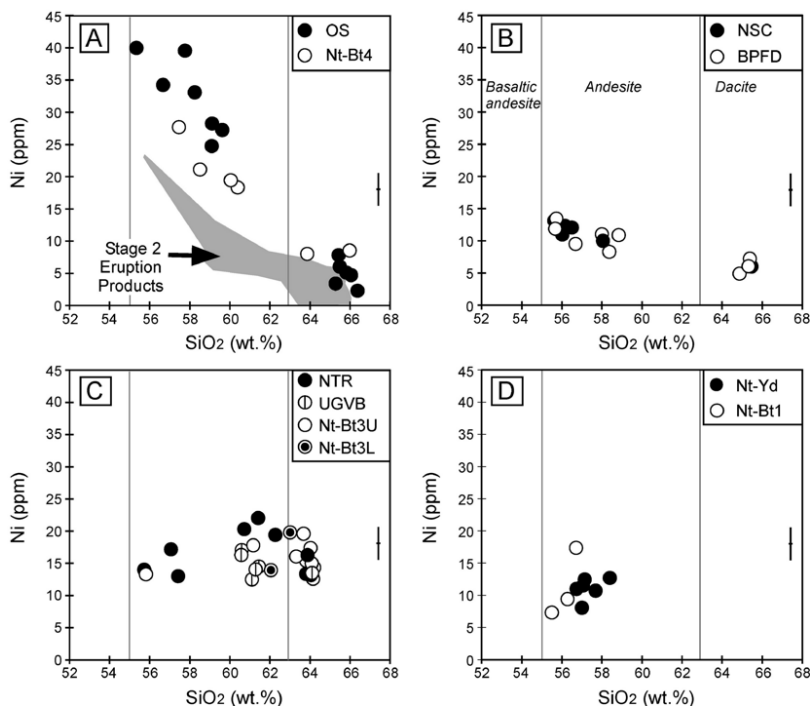 A
OS
Nt-Bt4
45
40
35
30
25
20
15
10
5
0
Ni (ppm)
Stage 2
Eruption
Products
52 54 56 58 60 62 64 66 68
SiO2 (wt.%)
B
NSC
BPFD
Basaltic
andesite
Andesite
Dacite
45
40
35
30
25
20
15
10
5
0
Ni (ppm)
52 54 56 58 60 62 64 66 68
SiO2 (wt.%)
C
NTR
UGVB
Nt-Bt3U
Nt-Bt3L
45
40
35
30
25
20
15
10
5
0
Ni (ppm)
52 54 56 58 60 62 64 66 68
SiO2 (wt.%)
D
Nt-Yd
Nt-Bt1
45
40
35
30
25
20
15
10
5
0
Ni (ppm)
52 54 56 58 60 62 64 66 68
SiO2 (wt.%)